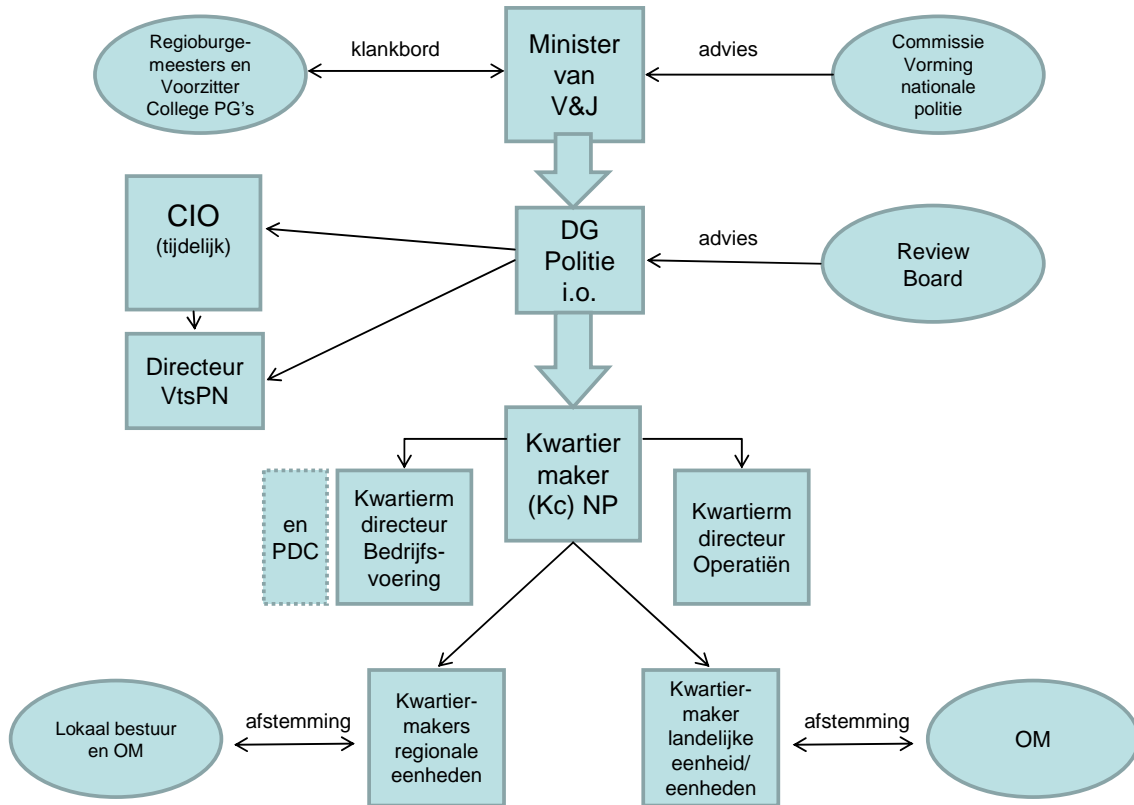 Regioburge-
meesters en
Voorzitter
College PG's
klankbord
Minister
van
V&J
advies
Commissie
Vorming
nationale
politie
CIO
(tijdelijk)
DG
Politie
i.o.
advies
Review
Board
Directeur
VtsPN
en
PDC
Kwartierm
directeur
Bedrijfs-
voering
Kwartier
maker
(Kc) NP
Kwartierm
directeur
Operatiën
Lokaal bestuur
en OM
afstemming
Kwartier-
makers
regionale
eenheden
Kwartier-
maker
landelijke
eenheid/
eenheden
afstemming
OM